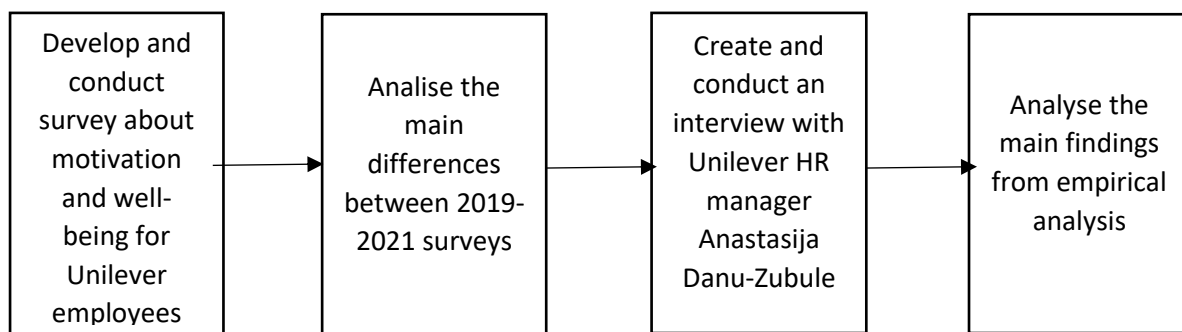 Develop and
conduct
survey about
motivation
and well-
being for
Unilever
employees
Analise the
main
differences
between 2019-
2021 surveys
Create and
conduct an
interview with
Unilever HR
manager
Anastasija
Danu-Zubule
Analyse the
main findings
from empirical
analysis